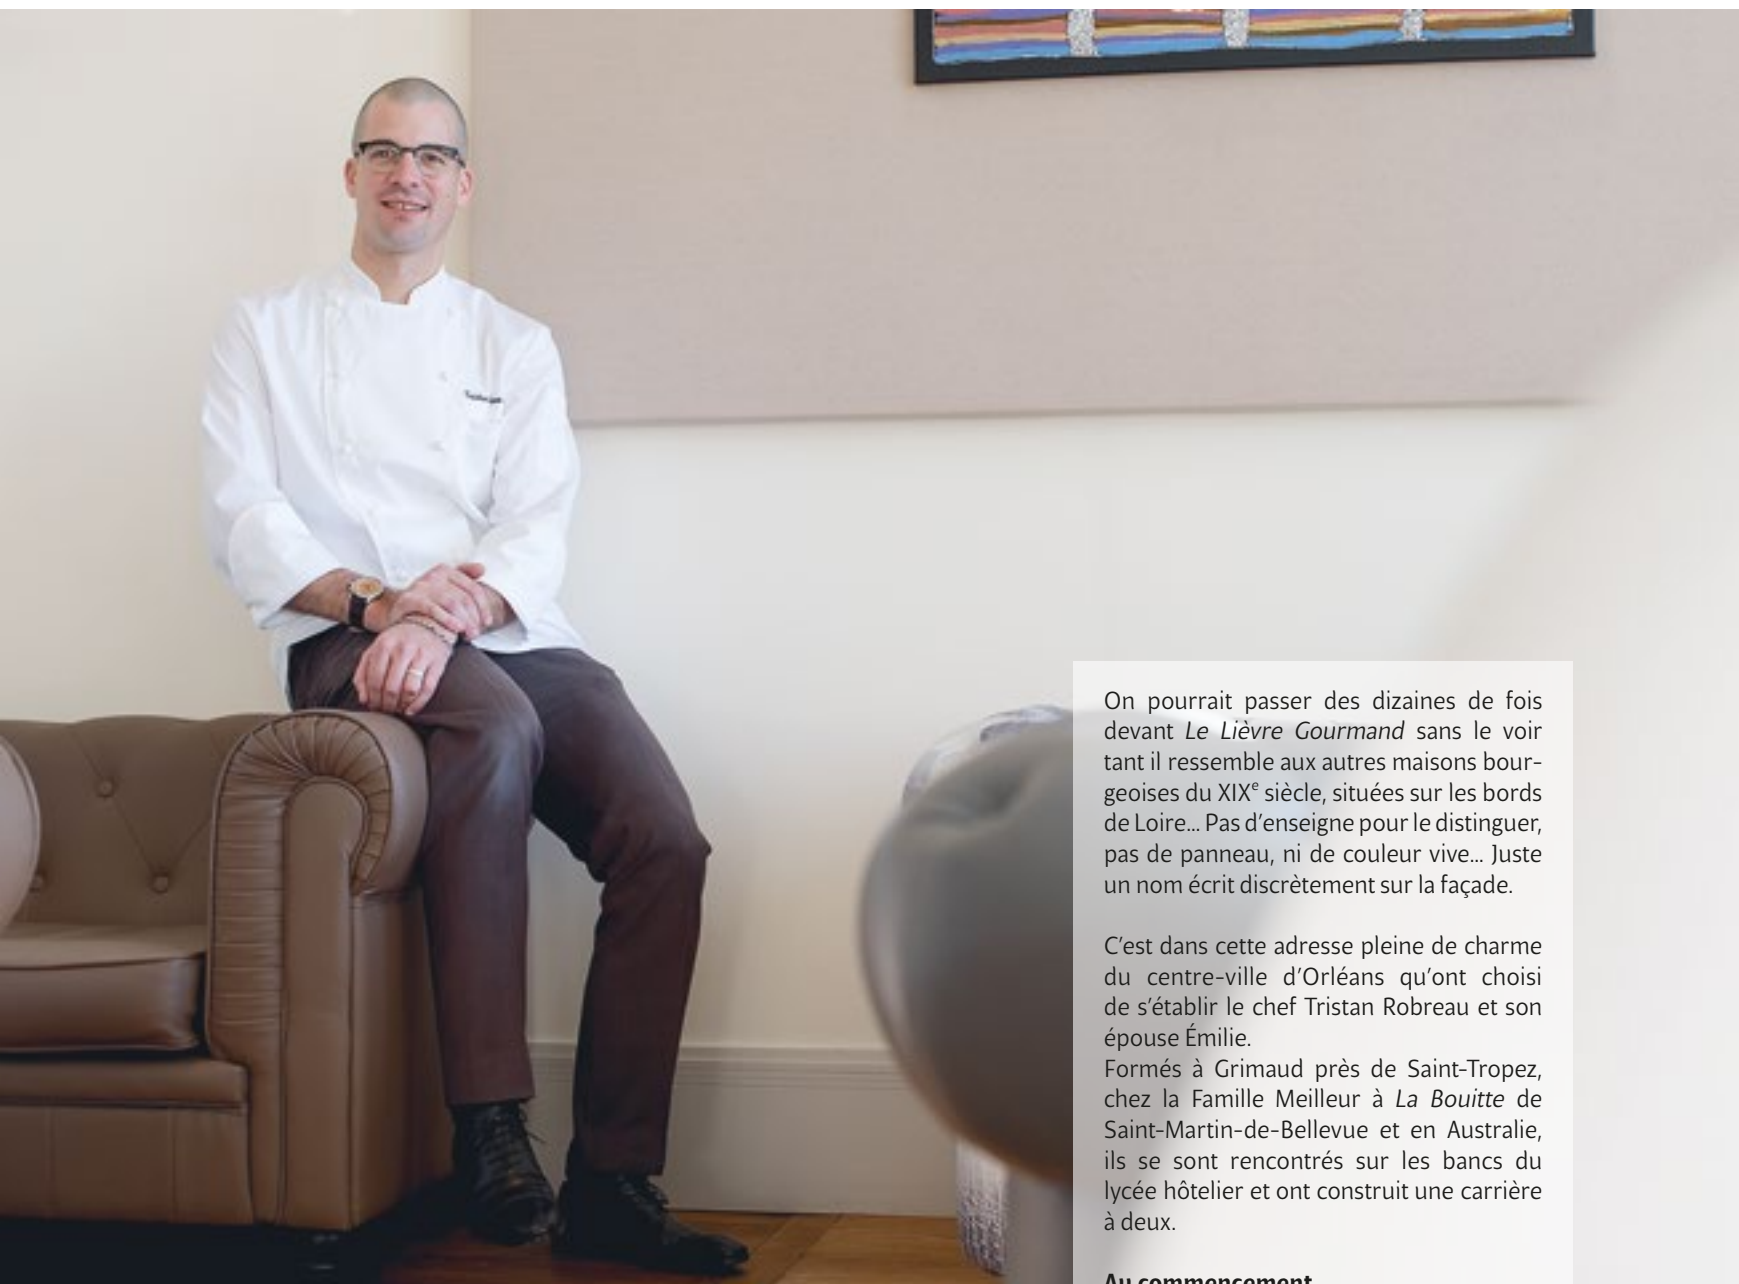 On pourrait passer des dizaines de fois
devant Le Lièvre Gourmand sans le voir
tant il ressemble aux autres maisons bour-
geoises du XIXe siècle, situées sur les bords
de Loire... Pas d'enseigne pour le distinguer,
pas de panneau, ni de couleur vive... Juste
un nom écrit discrètement sur la façade.
C'est dans cette adresse pleine de charme
du centre-ville d'Orléans qu'ont choisi
de s'établir le chef Tristan Robreau et son
épouse Émilie.
Formés à Grimaud près de Saint-Tropez,
chez la Famille Meilleur à La Bouitte de
Saint-Martin-de-Bellevue et en Australie,
ils se sont rencontrés sur les bancs du
lycée hôtelier et ont construit une carrière
à deux.
Au commencement